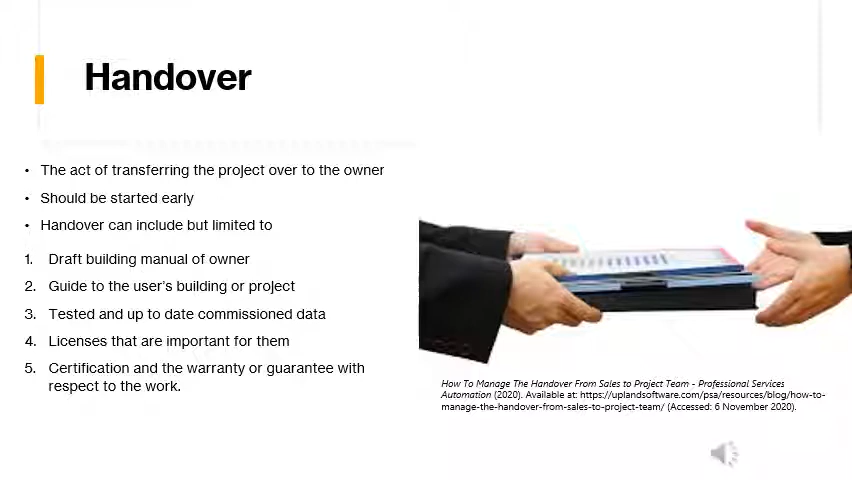 Handover
• The act of transferring the project over to the owner
• Should be started early
• Handover can include but limited to
1. Draft building manual of owner
2. Guide to the user's building or project
3. Tested and up to date commissioned data
4. Licenses that are important for them
5. Certification and the warranty or guarantee with
respect to the work.
How To Manage The Handover From Sales to Project Team - Professional Services
Automation (2020). Available at: https://uplandsoftware.com/psa/resources/blog/how-to-
manage-the-handover-from-sales-to-project-team/ (Accessed: 6 November 2020).